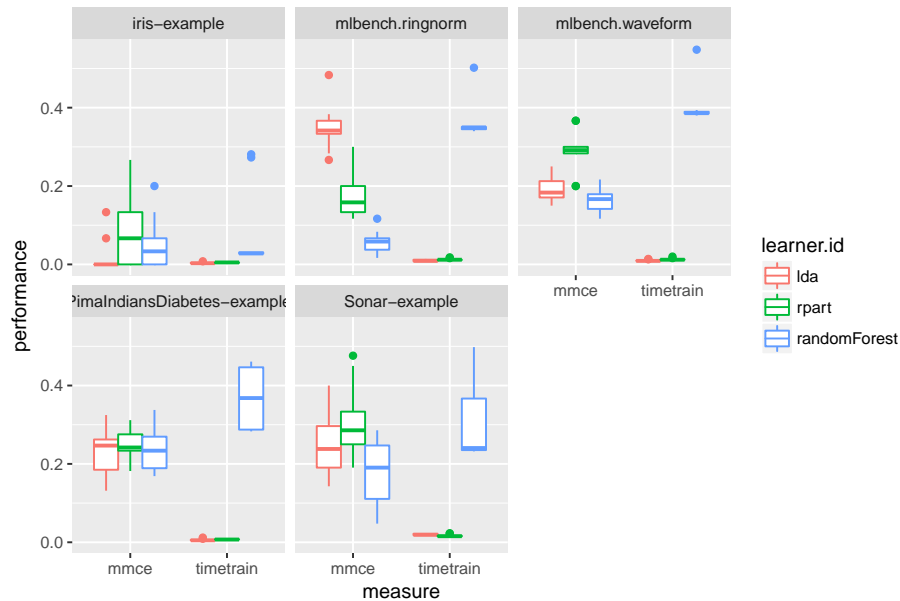 iris-example
mlbench.ringnorm
mlbench.waveform
0.4
0.2
0.0
mmce
timetrain
PimaIndiansDiabetes-example
Sonar-example
0.4
0.2
0.0
mmce
timetrain
mmce
timetrain
measure
performance
learner.id
lda
rpart
randomForest